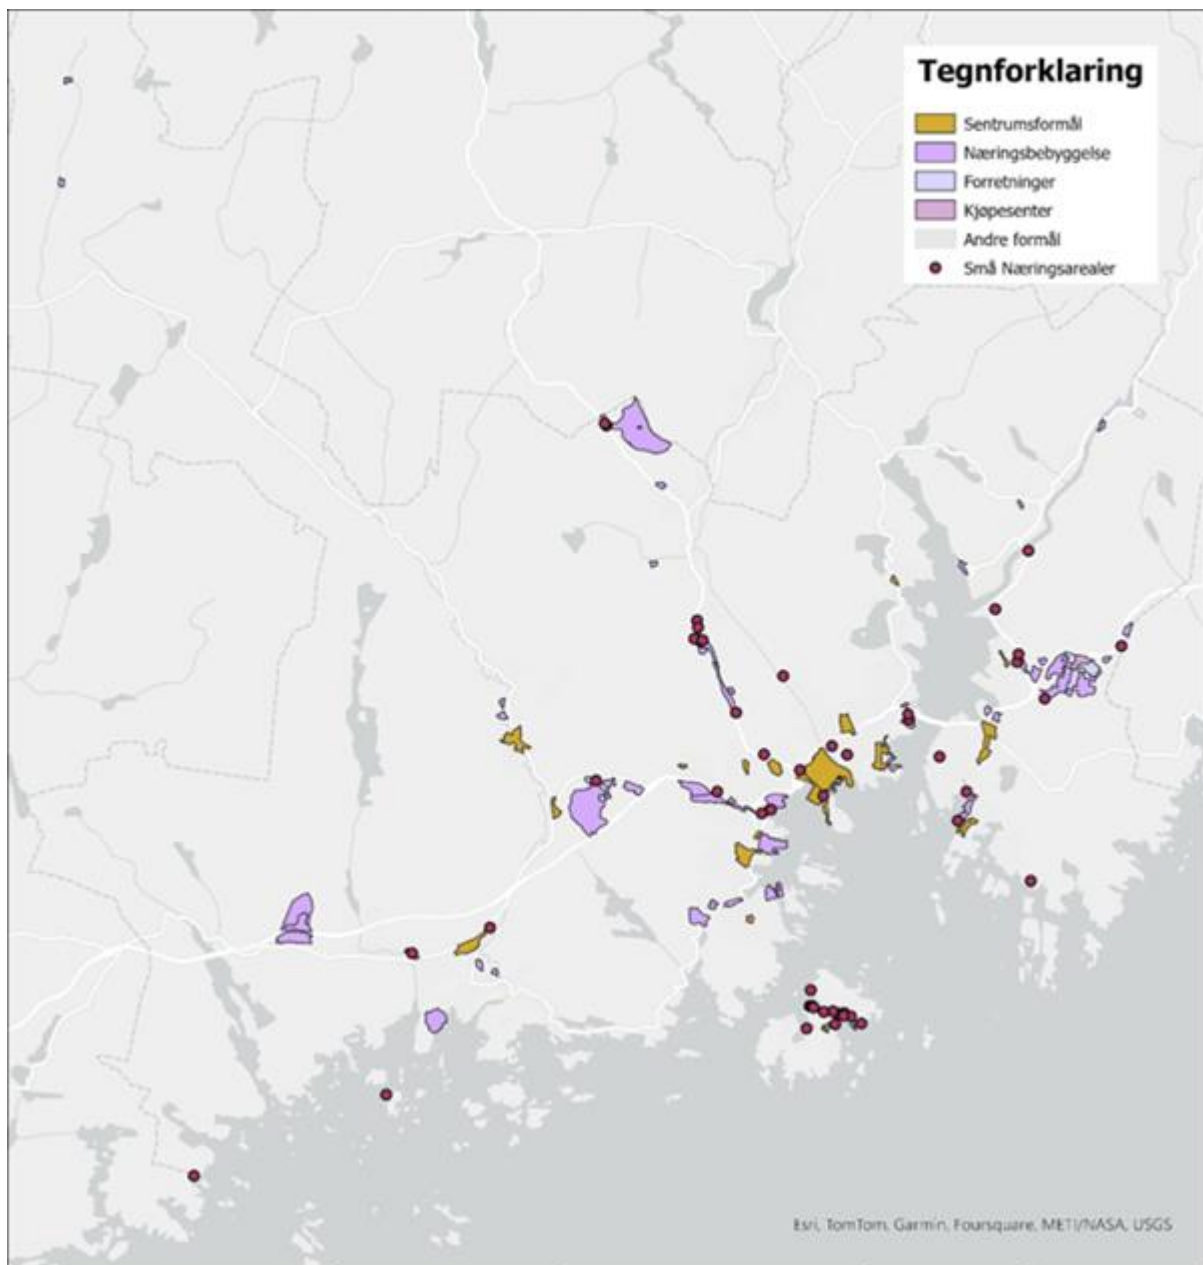 Tegnforklaring
Sentrumsformål
Næringsbebyggelse
Forretninger
Kjøpesenter
Andre formål
Små Næringsarealer
Esri, TomTom, Garmin, Foursquare, METI/NASA, USGS